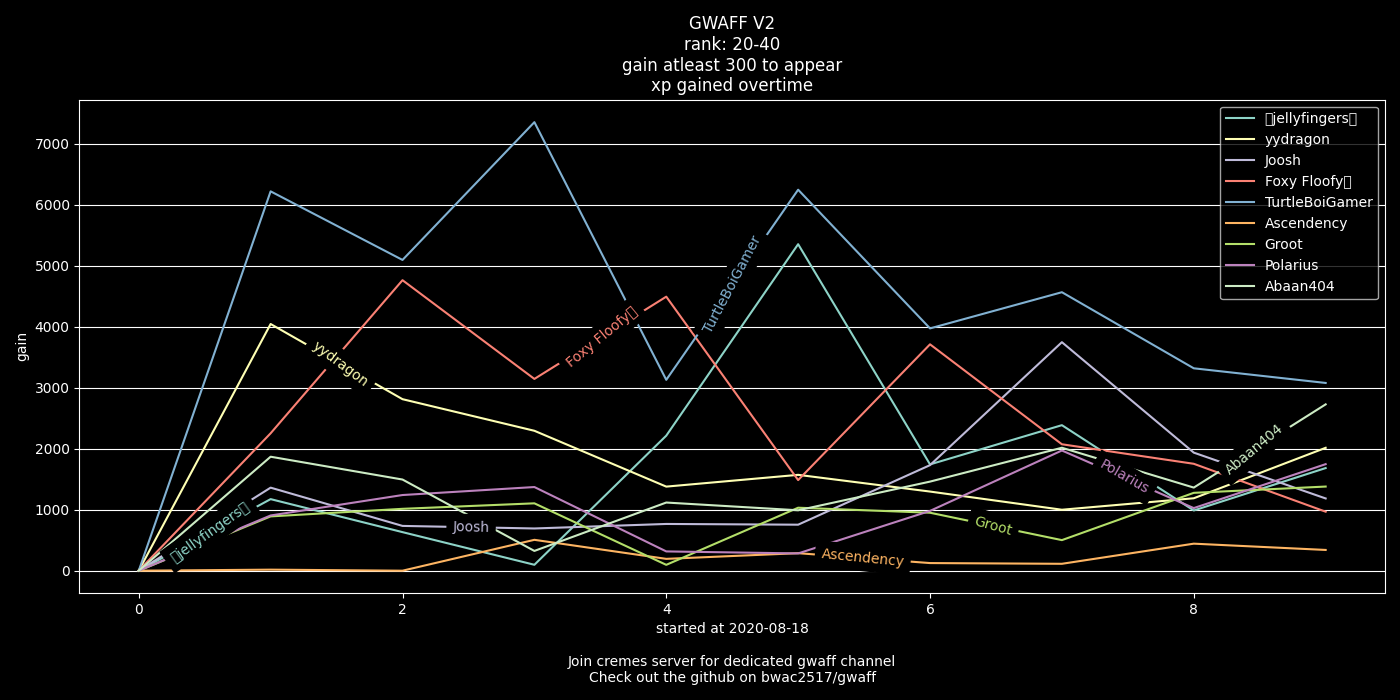 GWAFF V2
rank: 20-40
gain atleast 300 to appear
xp gained overtime
gain
7000
6000
5000
4000
3000
2000
1000
0
0 2 4 6 8
jellyfingers
yydragon
Joosh
Foxy Floofy
TurtleBoiGamer
Ascendency
Groot
Polarius
Abaan404
jellyfingers
yydragon
Joosh
Foxy Floofy
TurtleBoiGamer
Ascendency
Groot
Polarius
Abaan404
started at 2020-08-18
Join cremes server for dedicated gwaff channel
Check out the github on bwac2517/gwaff